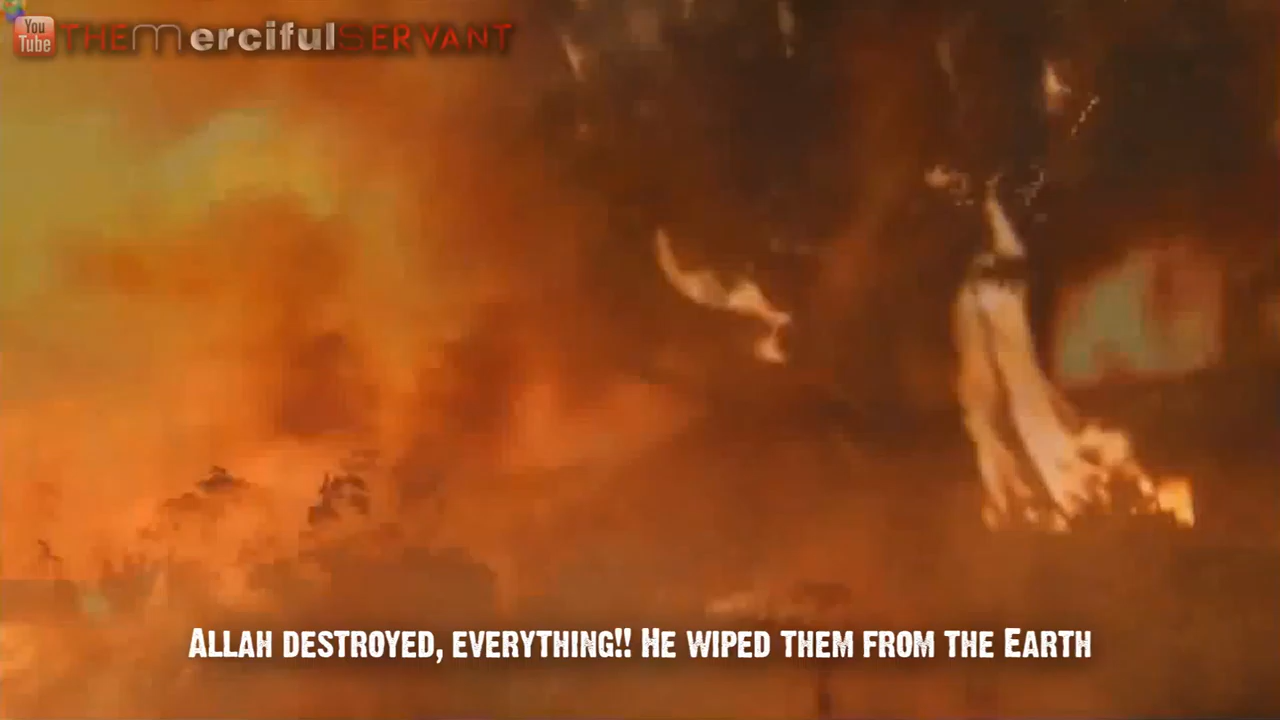 You
Tube THEMercifulSERVANT
ALLAH DESTROYED, EVERYTHING!! HE WIPED THEM FROM THE EARTH